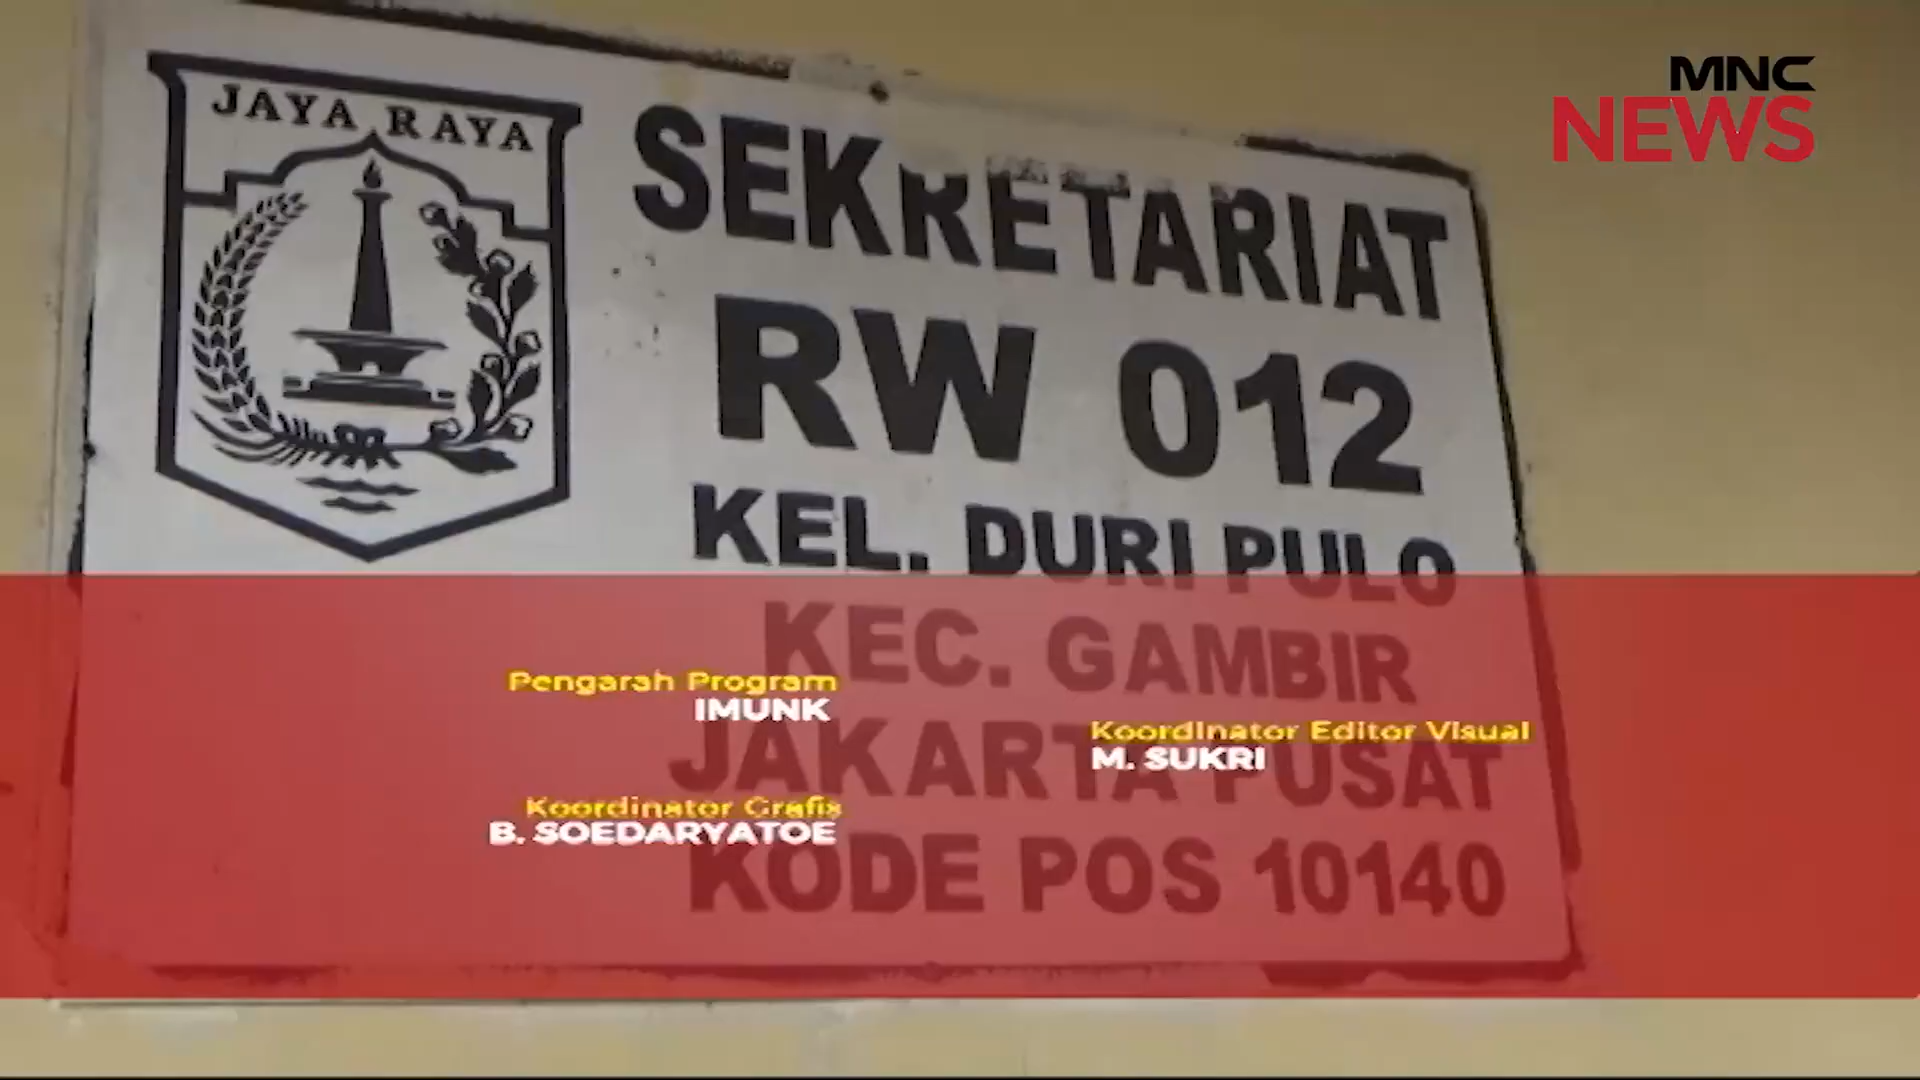 MNC
NEWS
JAYA RAYA
SEKRETARIAT
RW 012
KEL. DURI PULO
KEC. GAMBIR
JAKARTA PUSAT
KODE POS 10140
Pengarah Program
IMUNK
Koordinator Editor Visual
M. SUKRI
Koordinator Grafis
B. SOEDARYATOE